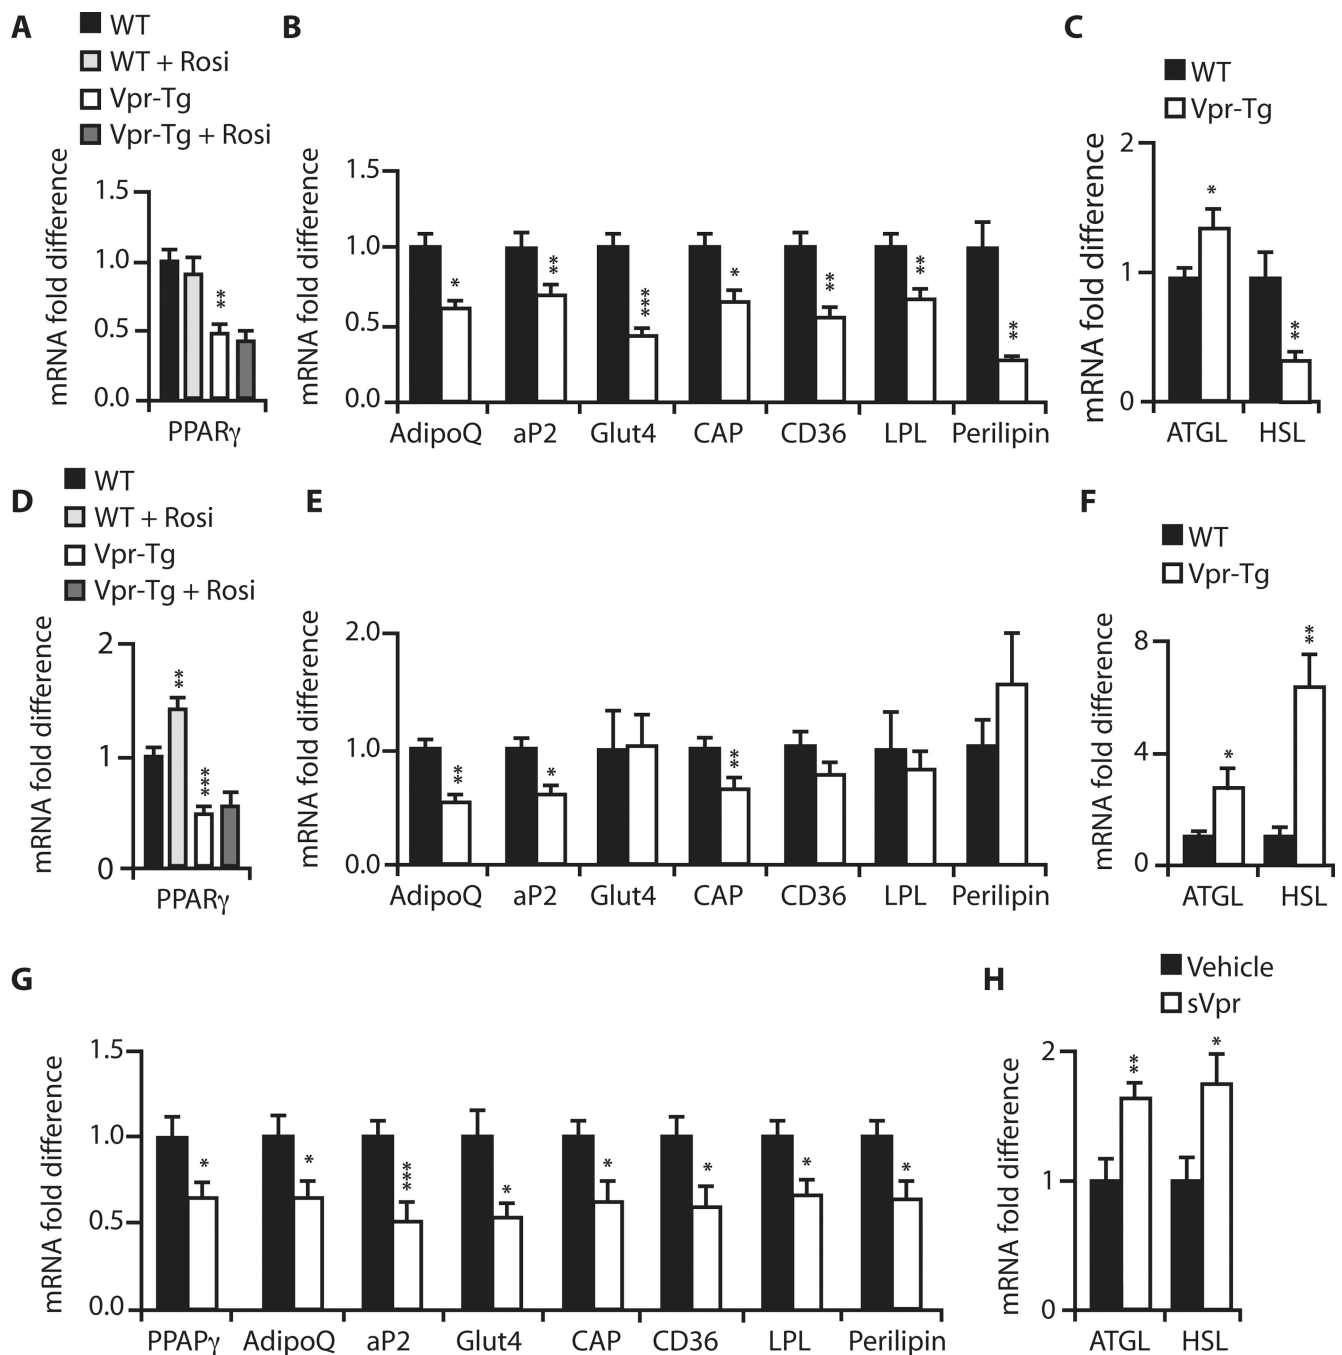 A
WT
WT + Rosi
Vpr-Tg
Vpr-Tg + Rosi
mRNA fold difference
1.5
1.0
0.5
0.0
**
PPARγ
B
mRNA fold difference
1.5
1.0
0.5
0.0
* ** *** * ** ** **
AdipoQ aP2 Glut4 CAP CD36 LPL Perilipin
C
WT
Vpr-Tg
mRNA fold difference
2
1
0
* **
ATGL HSL
D
WT
WT + Rosi
Vpr-Tg
Vpr-Tg + Rosi
mRNA fold difference
2
1
0
** ***
PPARγ
E
mRNA fold difference
2.0
1.0
0.0
** * **
AdipoQ aP2 Glut4 CAP CD36 LPL Perilipin
F
WT
Vpr-Tg
mRNA fold difference
8
4
0
* **
ATGL HSL
G
mRNA fold difference
1.5
1.0
0.5
0.0
* * *** * * * * *
PPAPγ AdipoQ aP2 Glut4 CAP CD36 LPL Perilipin
H
Vehicle
sVpr
mRNA fold difference
2
1
0
** *
ATGL HSL